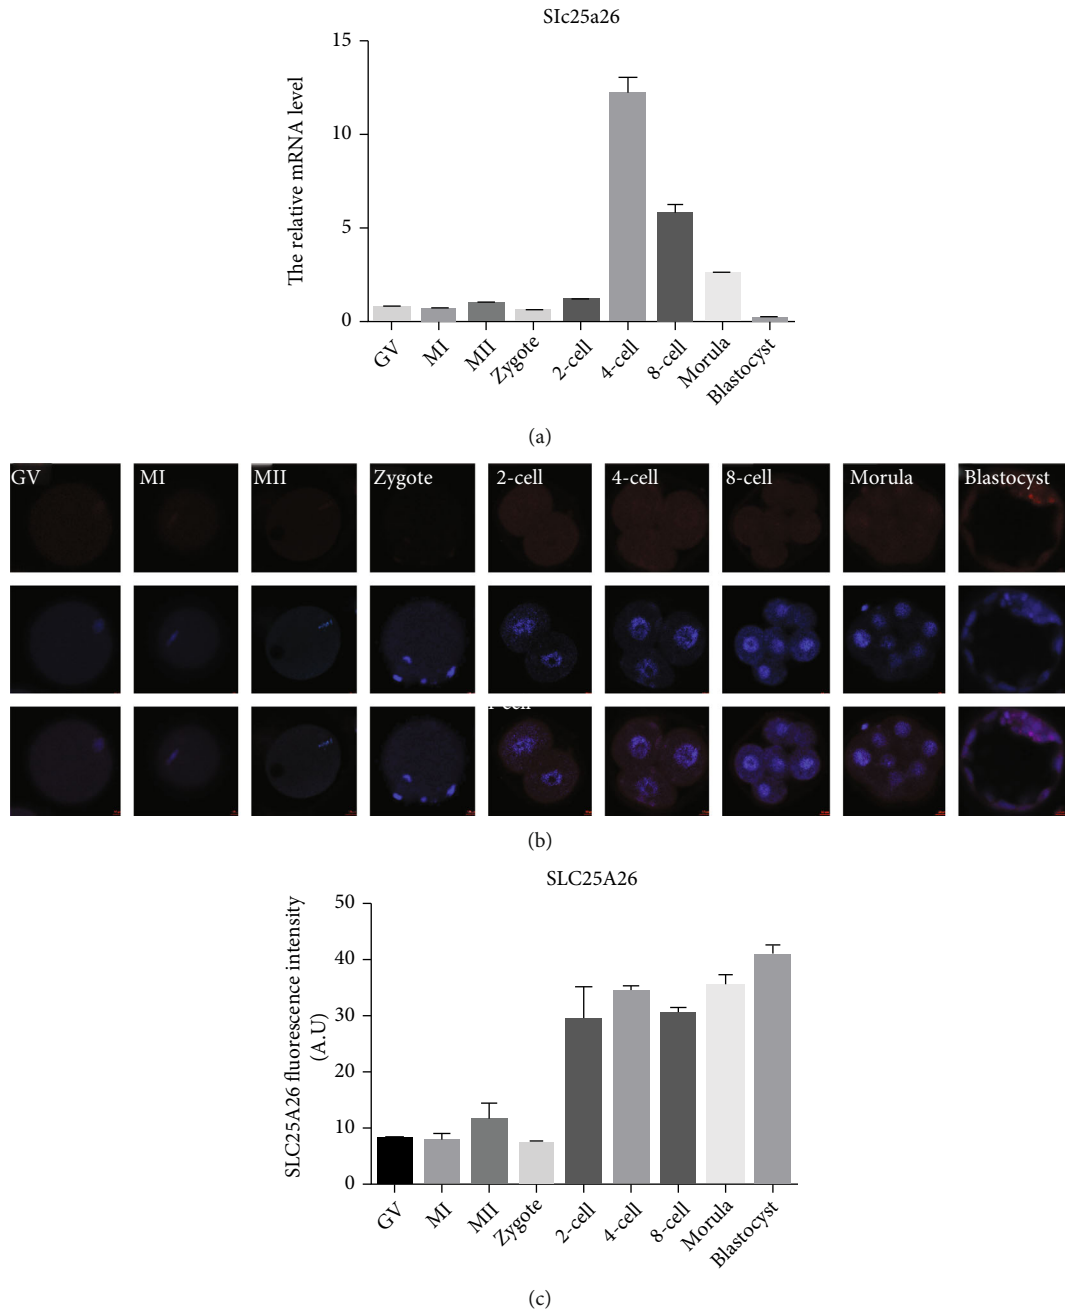 SIc25a26
The relative mRNA level
15
10
5
0
GV
MI
MII
Zygote
2-cell
4-cell
8-cell
Morula
Blastocyst
(a)
GV
MI
MII
Zygote
2-cell
4-cell
8-cell
Morula
Blastocyst
(b)
SLC25A26
SLC25A26 fluorescence intensity
(A.U)
50
40
30
20
10
0
GV
MI
MII
Zygote
2-cell
4-cell
8-cell
Morula
Blastocyst
(c)